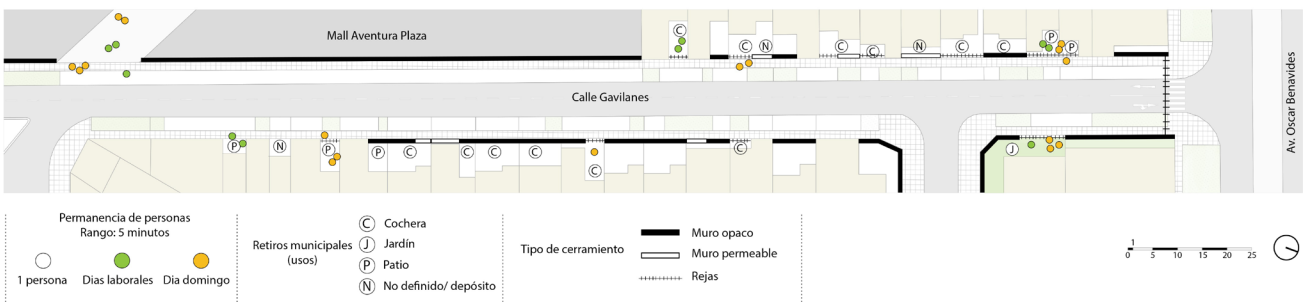 Mall Aventura Plaza
C
C
N
C
C
N
C
C
P
P
Calle Gavilanes
Av. Oscar Benavides
P
N
P
P
C
C
C
C
C
C
J
Permanencia de personas
Rango: 5 minutos
1 persona
Dias laborales
Dia domingo
Retiros municipales
(usos)
C Cochera
J Jardín
P Patio
N No definido/ depósito
Tipo de cerramiento
Muro opaco
Muro permeable
Rejas
1
0 5 10 15 20 25